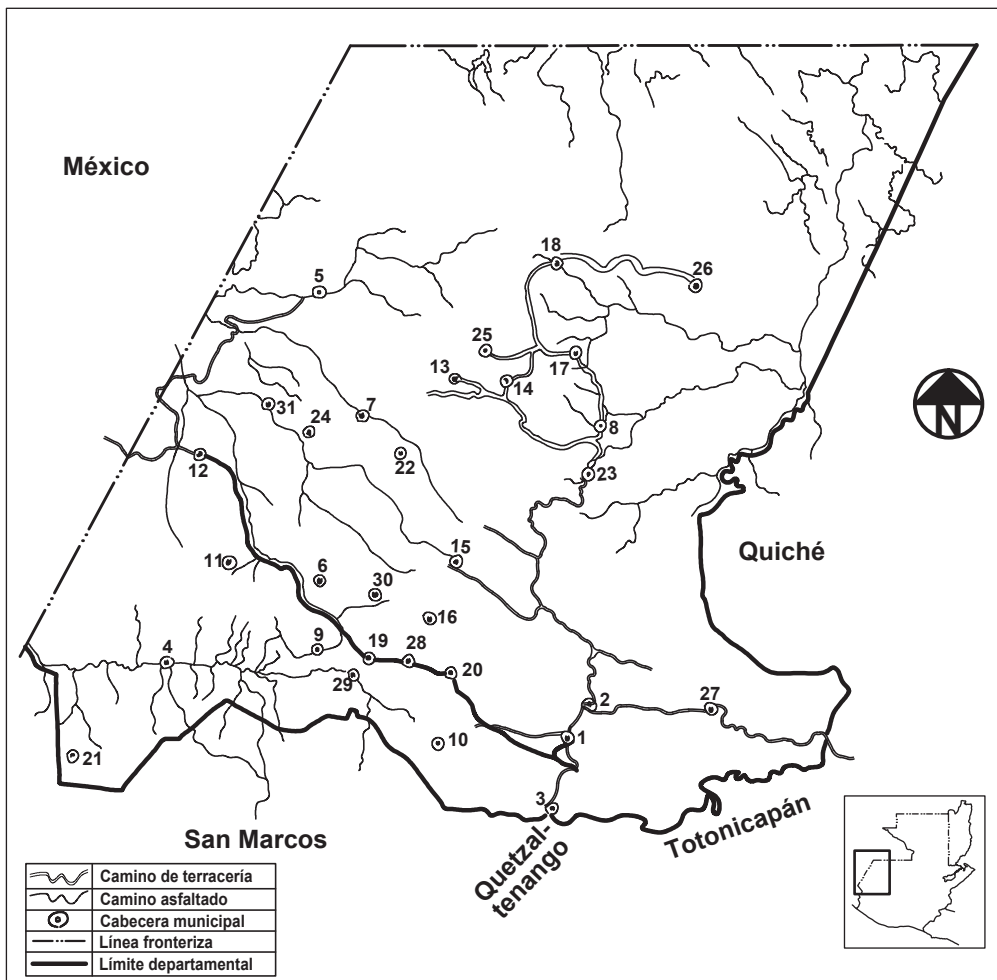 México
18
26
5
25
17
13
14
31
7
24
8
12
22
23
N
15
Quiché
11
6
30
16
9
19
28
4
29
20
2
27
1
10
21
3
San Marcos
Quetzal-
tenango
Totonicapán
Camino de terracería
Camino asfaltado
Cabecera municipal
Línea fronteriza
Límite departamental